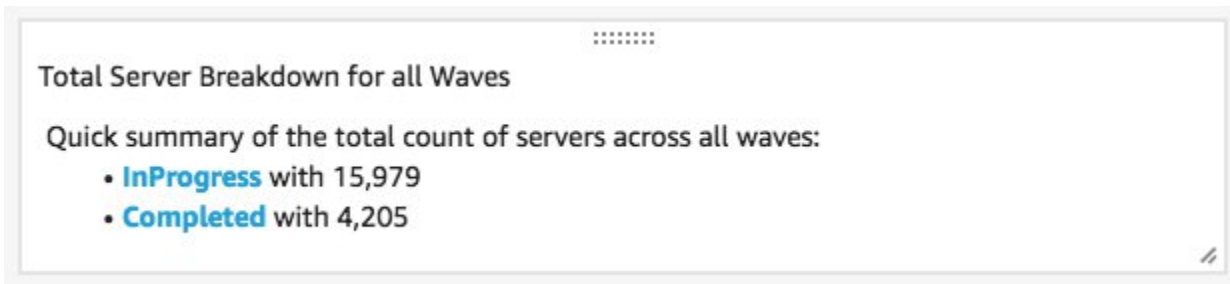 Total Server Breakdown for all Waves
Quick summary of the total count of servers across all waves:
• InProgress with 15,979
• Completed with 4,205